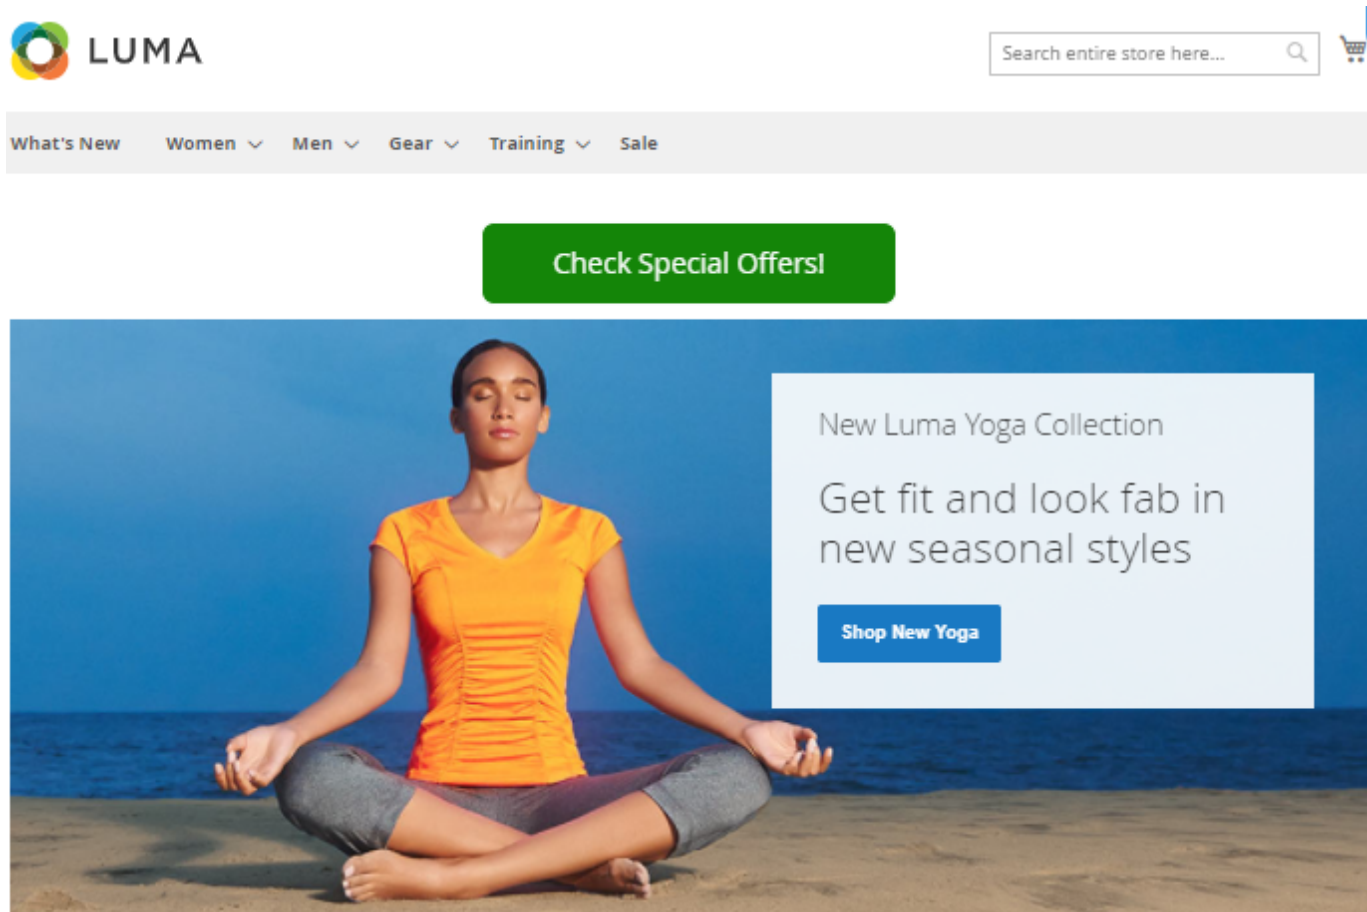 LUMA
Search entire store here...
What's New Women Men Gear Training Sale
Check Special Offers!
New Luma Yoga Collection
Get fit and look fab in
new seasonal styles
Shop New Yoga